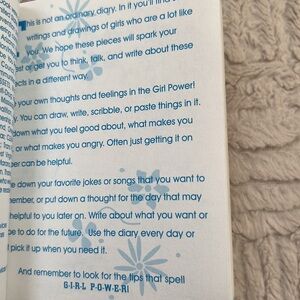 This is not an ordinary diary. In it you'll find
writings and drawings of girls who are a lot like
you. We hope these pieces will spark your
or get you to think, talk, and write about these
in a different way.
your own thoughts and feelings in the Girl Power!
You can draw, write, scribble, or paste things in it.
down what you feel good about, what makes you
or what makes you angry. Often just getting it on
can be helpful.
down your favorite jokes or songs that you want to
or put down a thought for the day that may
helpful to you later on. Write about what you want or
to do for the future. Use the diary every day or
pick it up when you need it.
And remember to look for the tips that spell
G-I-R-L P-O-W-E-R!